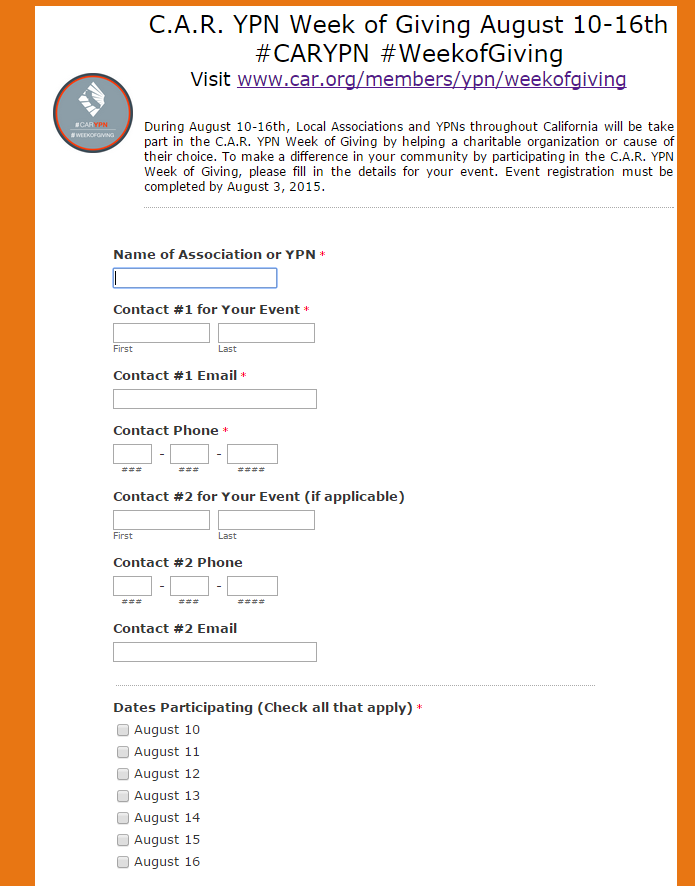 C.A.R. YPN Week of Giving August 10-16th
#CARYPN #WeekofGiving
Visit www.car.org/members/ypn/weekofgiving
#CARYPN
#WEEKOFGIVING
During August 10-16th, Local Associations and YPNs throughout California will be take
part in the C.A.R. YPN Week of Giving by helping a charitable organization or cause of
their choice. To make a difference in your community by participating in the C.A.R. YPN
Week of Giving, please fill in the details for your event. Event registration must be
completed by August 3, 2015.
Name of Association or YPN *
Contact #1 for Your Event *
First Last
Contact #1 Email *
Contact Phone *
- -
### ### ####
Contact #2 for Your Event (if applicable)
First Last
Contact #2 Phone
- -
### ### ####
Contact #2 Email
Dates Participating (Check all that apply) *
August 10
August 11
August 12
August 13
August 14
August 15
August 16